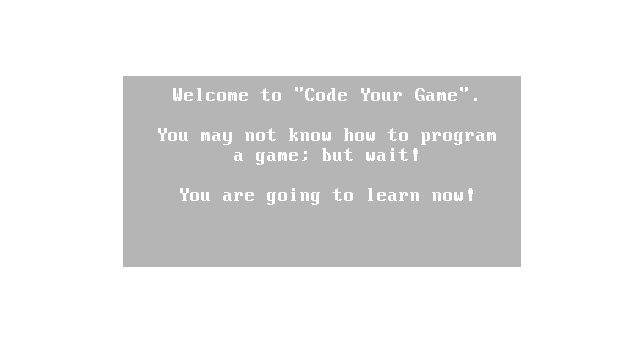 Welcome to "Code Your Game".
You may not know how to program
a game; but wait!
You are going to learn now!